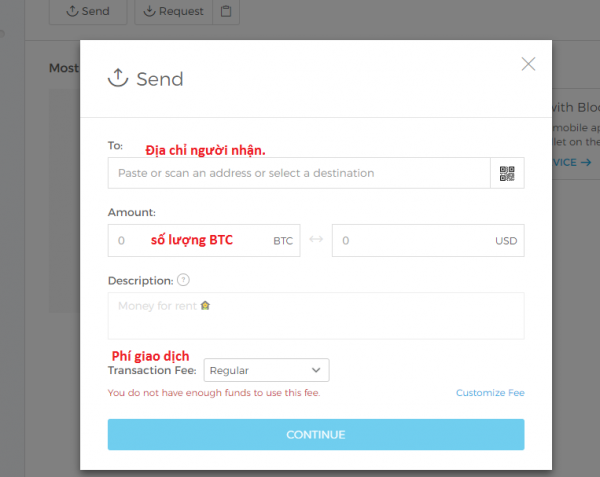 Send
Request
Most
Send
with Bloc
mobile ap
let on the
VICE →
To:
Địa chỉ người nhận.
Paste or scan an address or select a destination
Amount:
0 số lượng BTC BTC
0 USD
Description: ?
Money for rent
Phí giao dịch
Transaction Fee: Regular
You do not have enough funds to use this fee.
Customize Fee
CONTINUE